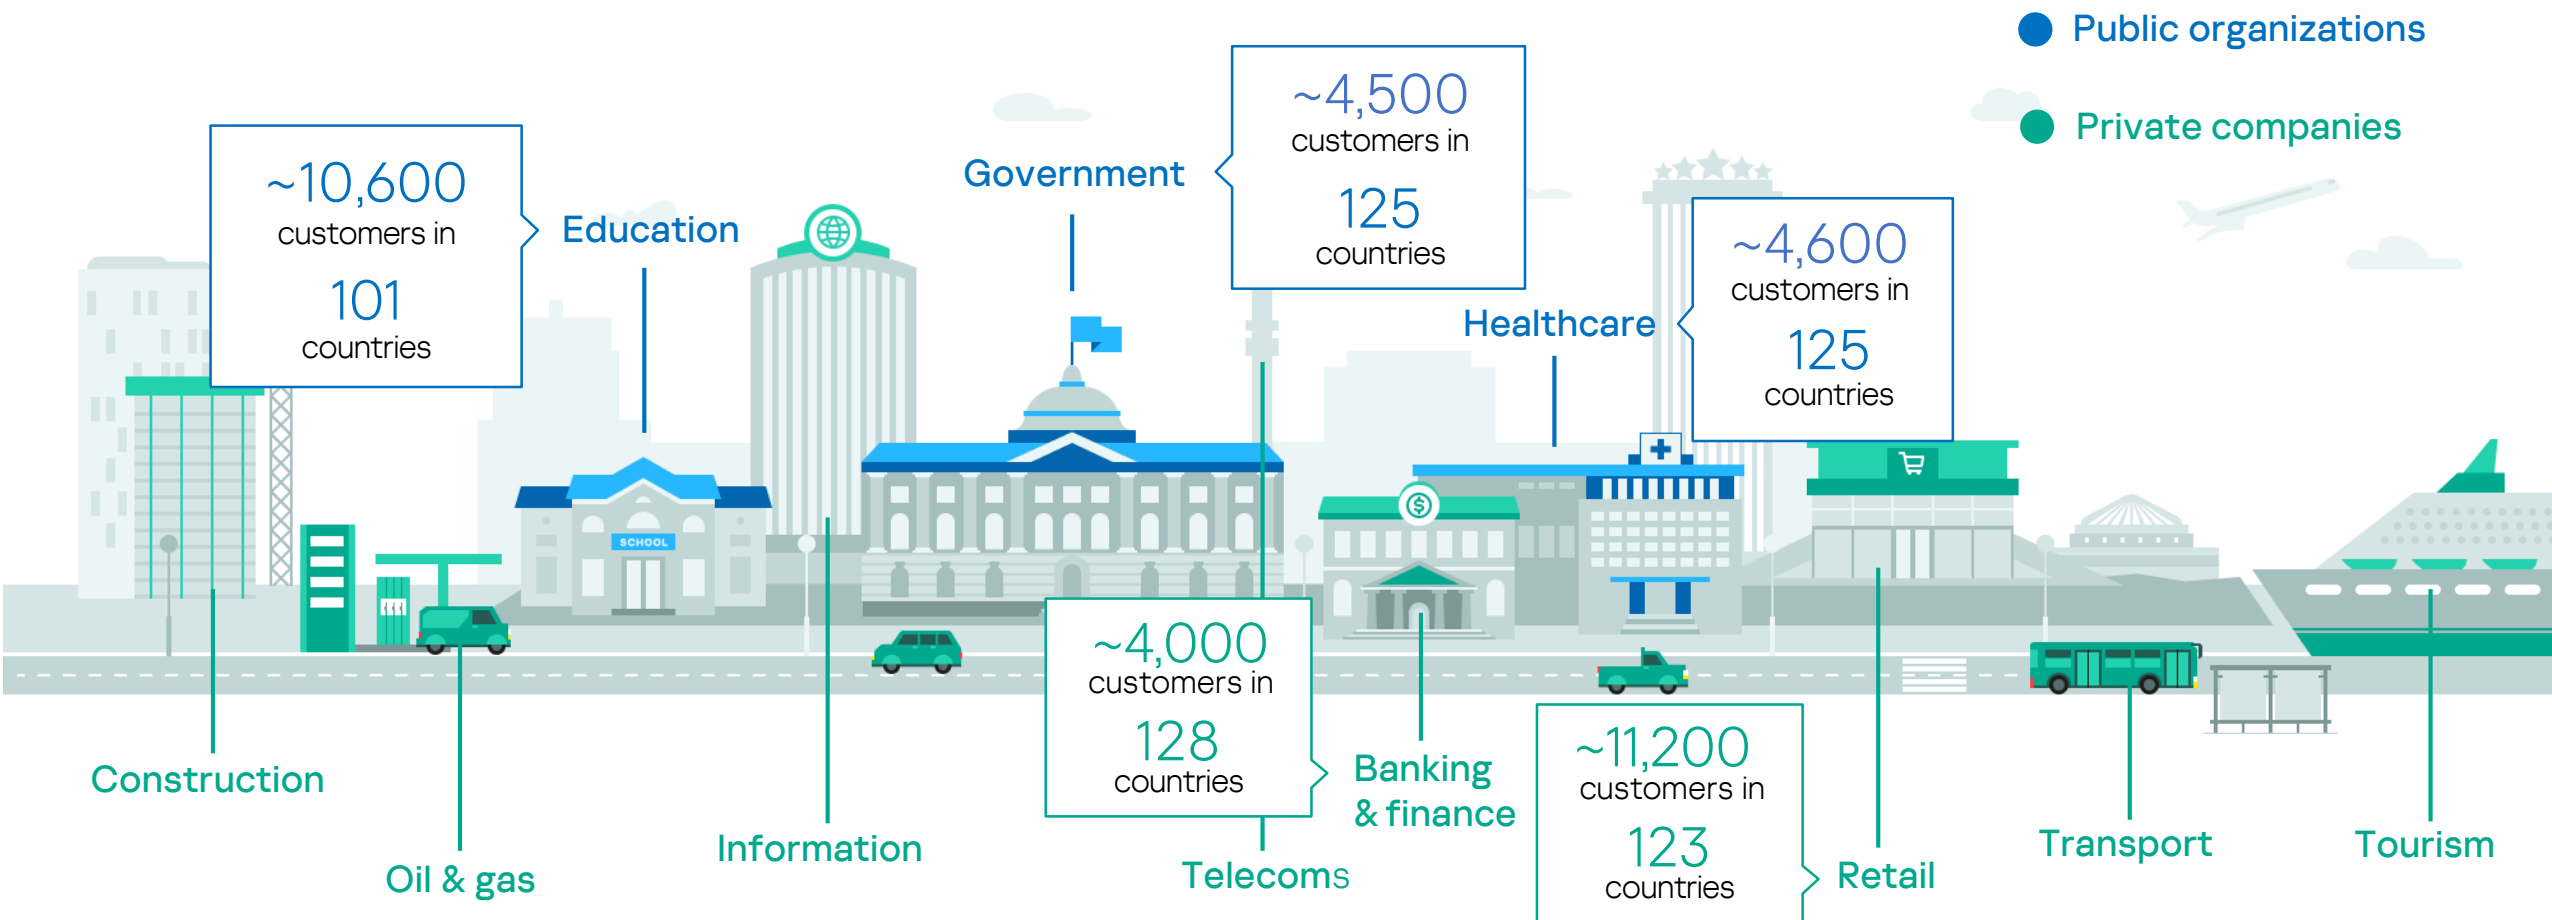 Public organizations
Private companies
~10,600
customers in
101
countries
Education
Government
~4,500
customers in
125
countries
Healthcare
~4,600
customers in
125
countries
SCHOOL
$
Construction
Oil & gas
Information
~4,000
customers in
128
countries
Telecoms
Banking
& finance
~11,200
customers in
123
countries
Retail
Transport
Tourism